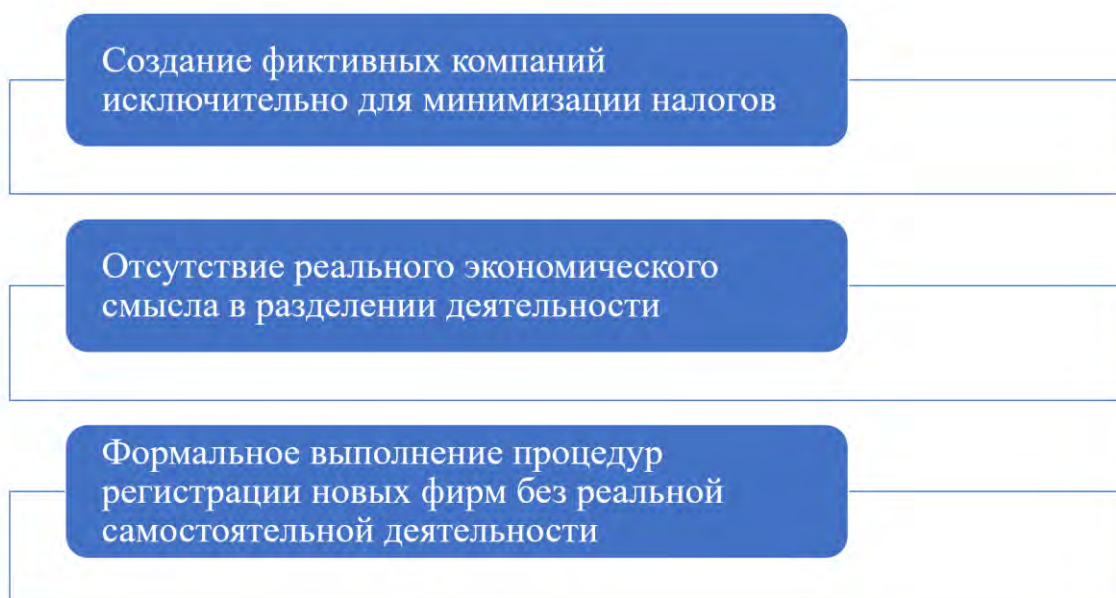 Создание фиктивных компаний
исключительно для минимизации налогов
Отсутствие реального экономического
смысла в разделении деятельности
Формальное выполнение процедур
регистрации новых фирм без реальной
самостоятельной деятельности